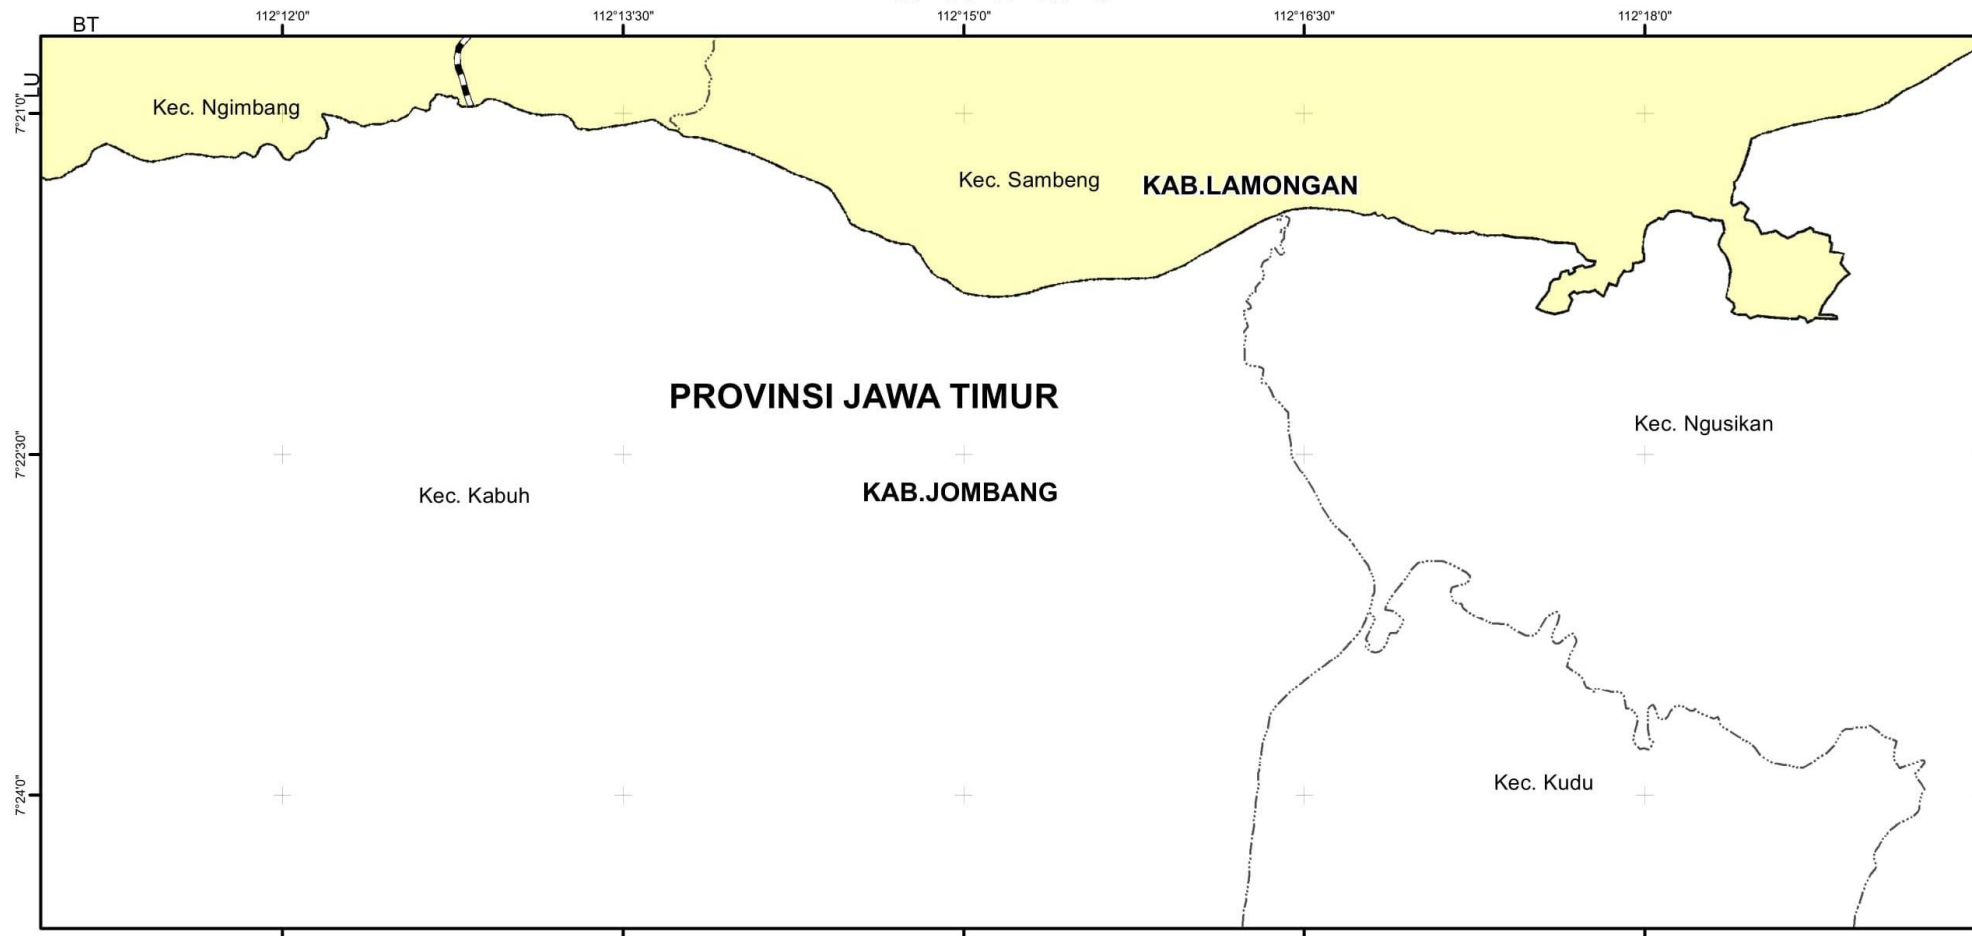 BT
112°12'0"
112°13'30"
112°15'0"
112°16'30"
112°18'0"
LU
7°21'0"
Kec. Ngimbang
Kec. Sambeng
KAB.LAMONGAN
PROVINSI JAWA TIMUR
Kec. Ngusikan
7°22'30"
Kec. Kabuh
KAB.JOMBANG
Kec. Kudu
7°24'0"